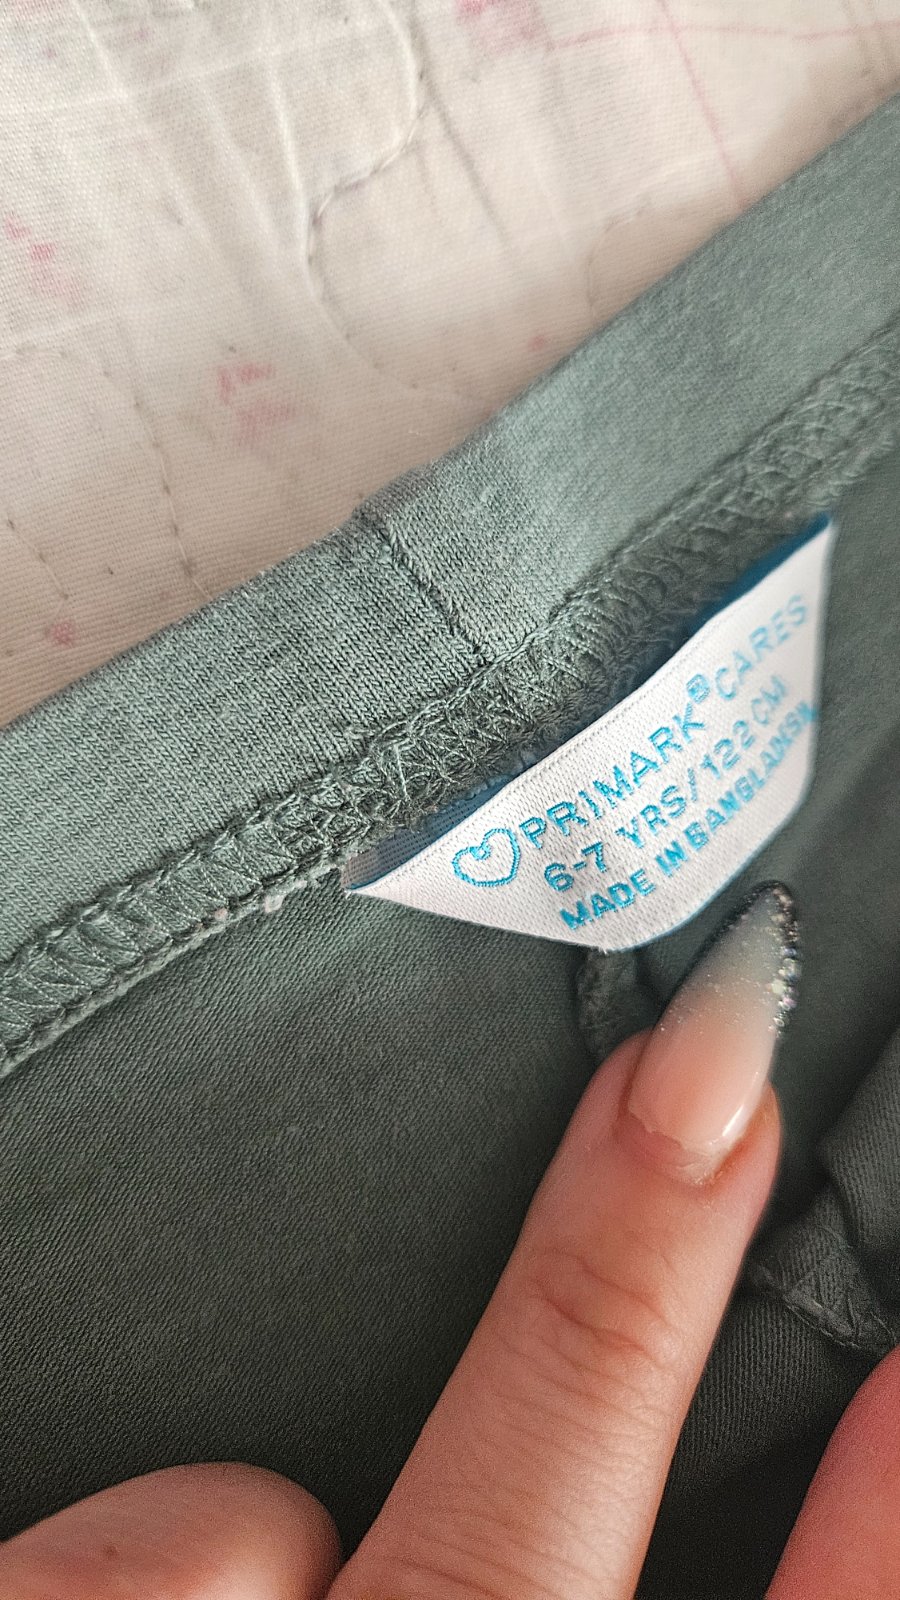 PRIMARK® CARES
6-7 YRS/122 CM
MADE IN BANGLADESH